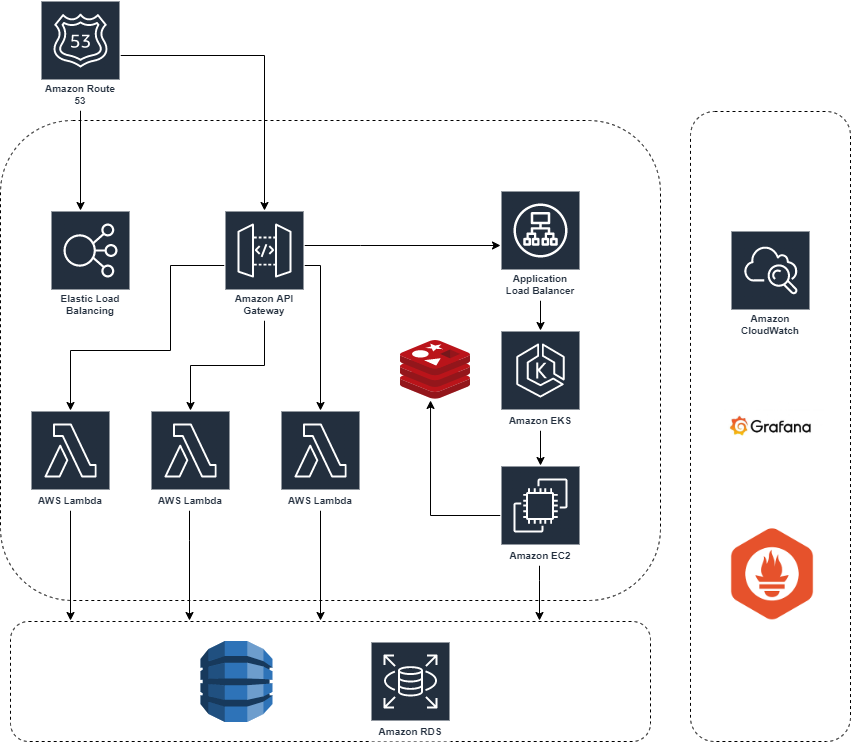 53
Amazon Route
53
Elastic Load
Balancing
</>
Amazon API
Gateway
Application
Load Balancer
Amazon
CloudWatch
K
Amazon EKS
Grafana
AWS Lambda
AWS Lambda
AWS Lambda
Amazon EC2
Amazon RDS